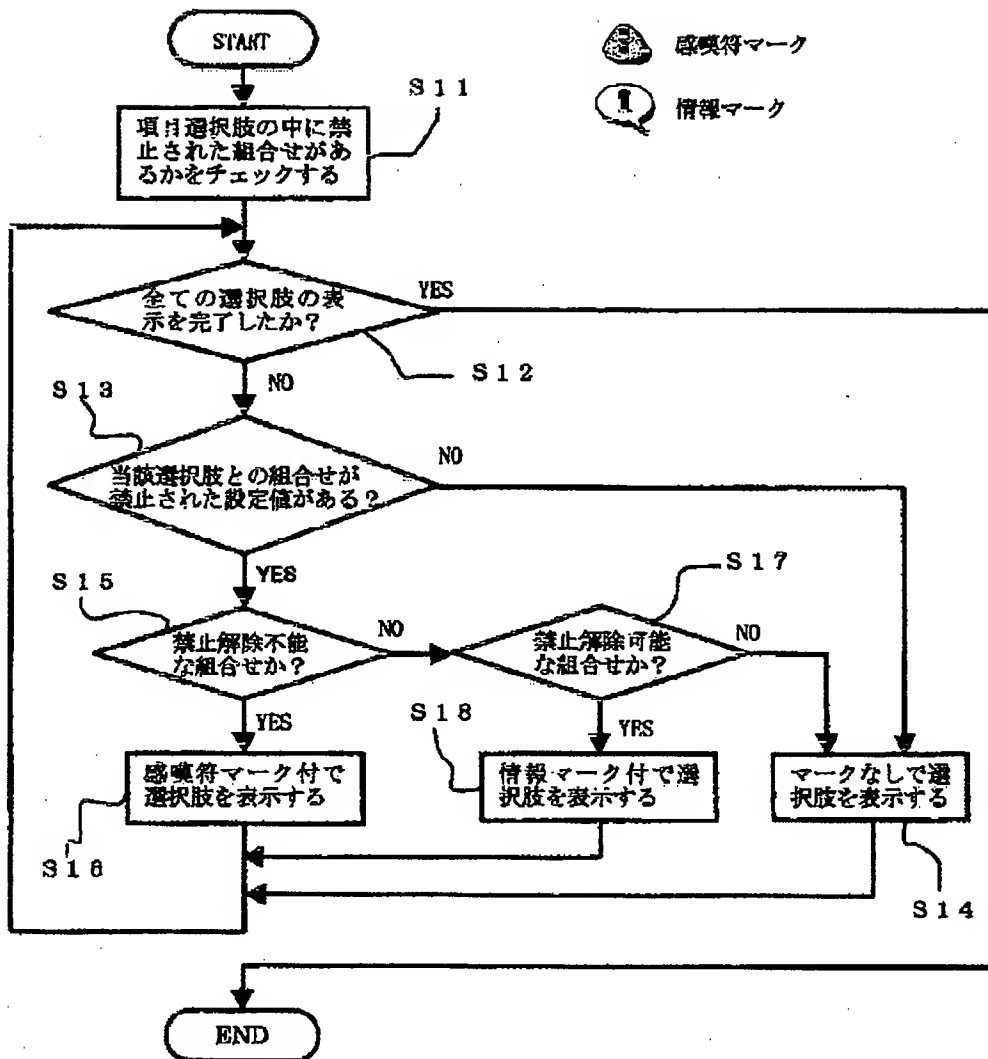 START
感嘆符マーク
情報マーク
S11
項目選択肢の中に禁
止された組合せがあ
るかをチェックする
全ての選択肢の表
示を完了したか？
YES
S12
NO
S13
当該選択肢との組合せが
禁止された設定値がある？
NO
YES
S15
禁止解除不能
な組合せか？
NO
S17
禁止解除可能
な組合せか？
NO
YES
S18
YES
感嘆符マーク付で
選択肢を表示する
情報マーク付で選
択肢を表示する
マークなしで選
択肢を表示する
S16
S14
END